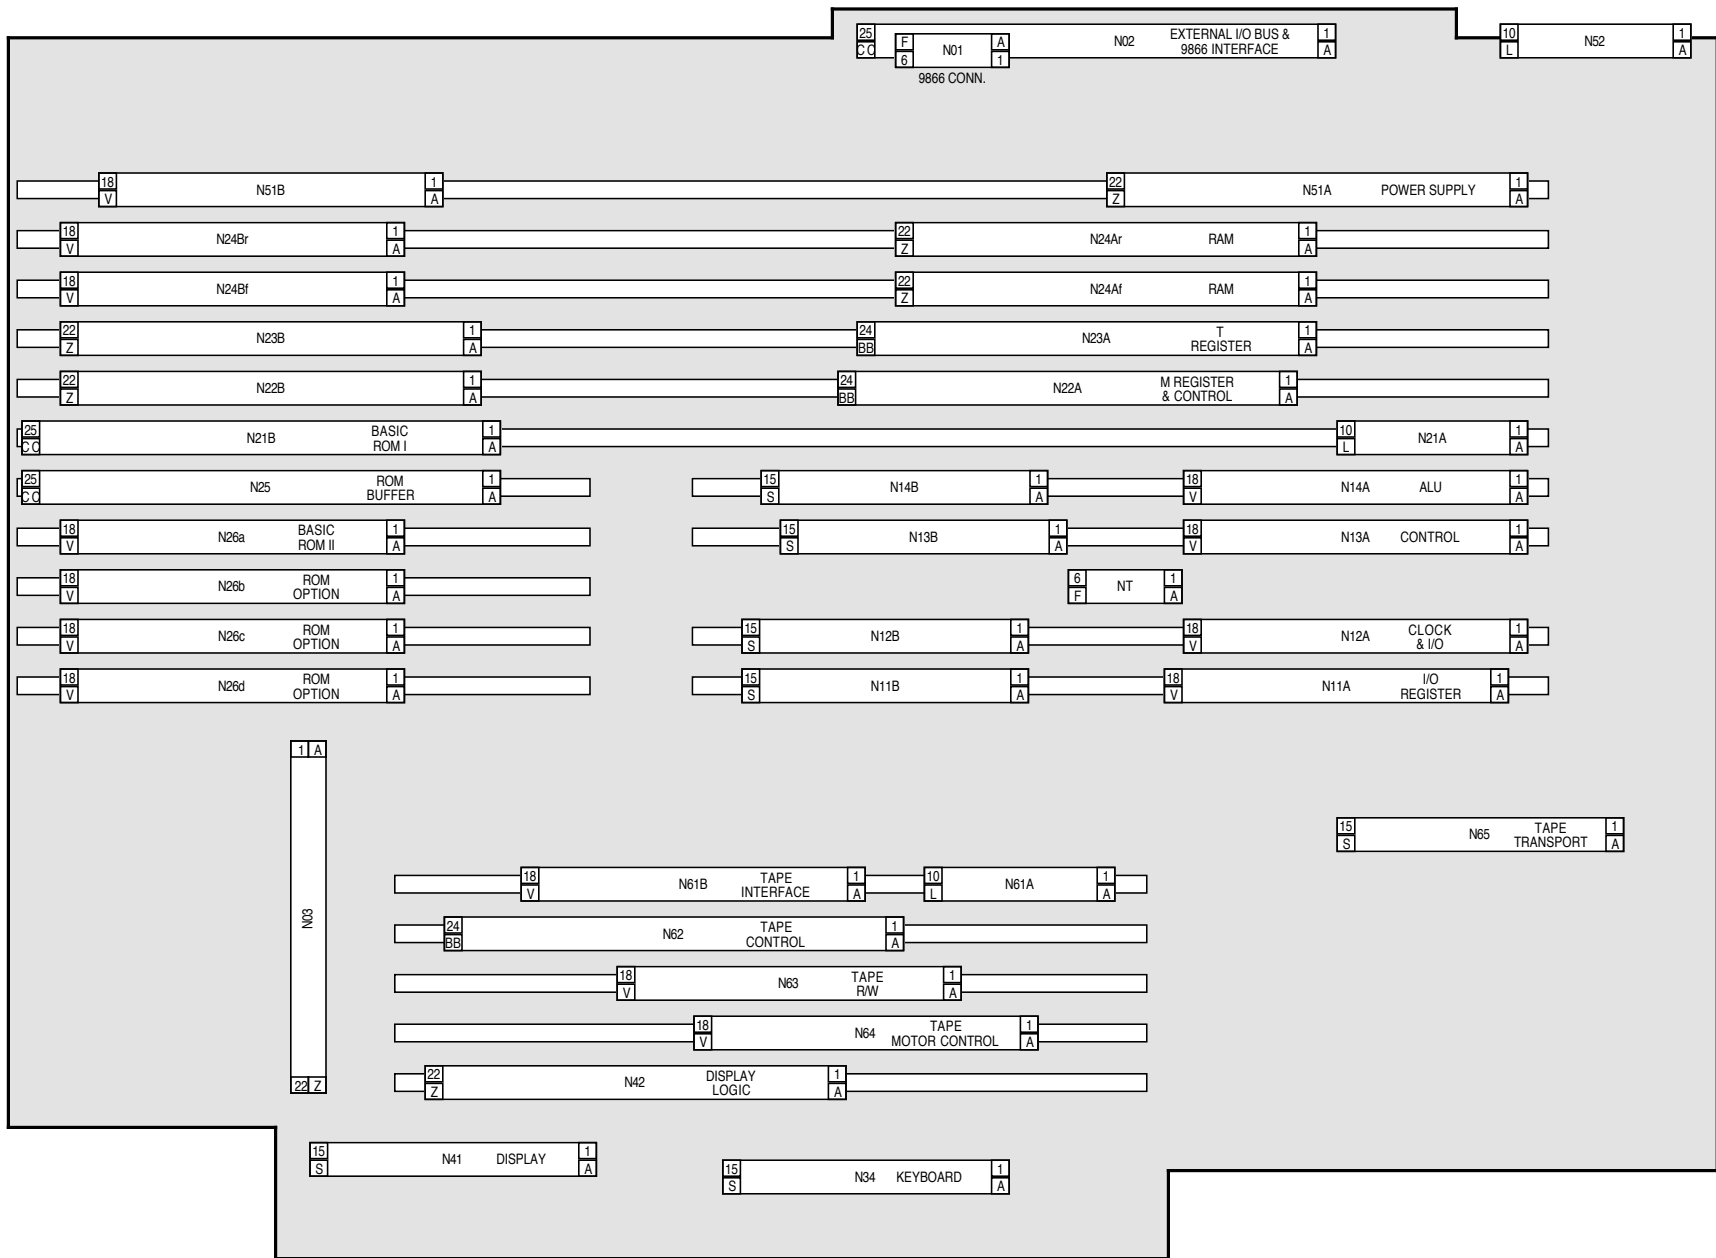 25 N02 EXTERNAL I/O BUS & 1
CC 9866 INTERFACE A
F N01 A
6 1
9866 CONN.
10 N52 1
L A
18 N51B 1
V A
22 N51A POWER SUPPLY 1
Z A
18 N24Br 1
V A
22 N24Ar RAM 1
Z A
18 N24Bf 1
V A
22 N24Af RAM 1
Z A
22 N23B 1
Z A
24 N23A T 1
BB REGISTER A
22 N22B 1
Z A
24 N22A M REGISTER 1
BB & CONTROL A
25 N21B BASIC 1
CC ROM I A
10 N21A 1
L A
25 N25 ROM 1
CC BUFFER A
15 N14B 1
S A
18 N14A ALU 1
V A
18 N26a BASIC 1
V ROM II A
15 N13B 1
S A
18 N13A CONTROL 1
V A
18 N26b ROM 1
V OPTION A
6 NT 1
F A
18 N26c ROM 1
V OPTION A
15 N12B 1
S A
18 N12A CLOCK 1
V & I/O A
18 N26d ROM 1
V OPTION A
15 N11B 1
S A
18 N11A I/O 1
V REGISTER A
1 A
N03
22 Z
15 N65 TAPE 1
S TRANSPORT A
18 N61B TAPE 1
V INTERFACE A
10 N61A 1
L A
24 N62 TAPE 1
BB CONTROL A
18 N63 TAPE 1
V R/W A
18 N64 TAPE 1
V MOTOR CONTROL A
22 N42 DISPLAY 1
Z LOGIC A
15 N41 DISPLAY 1
S A
15 N34 KEYBOARD 1
S A